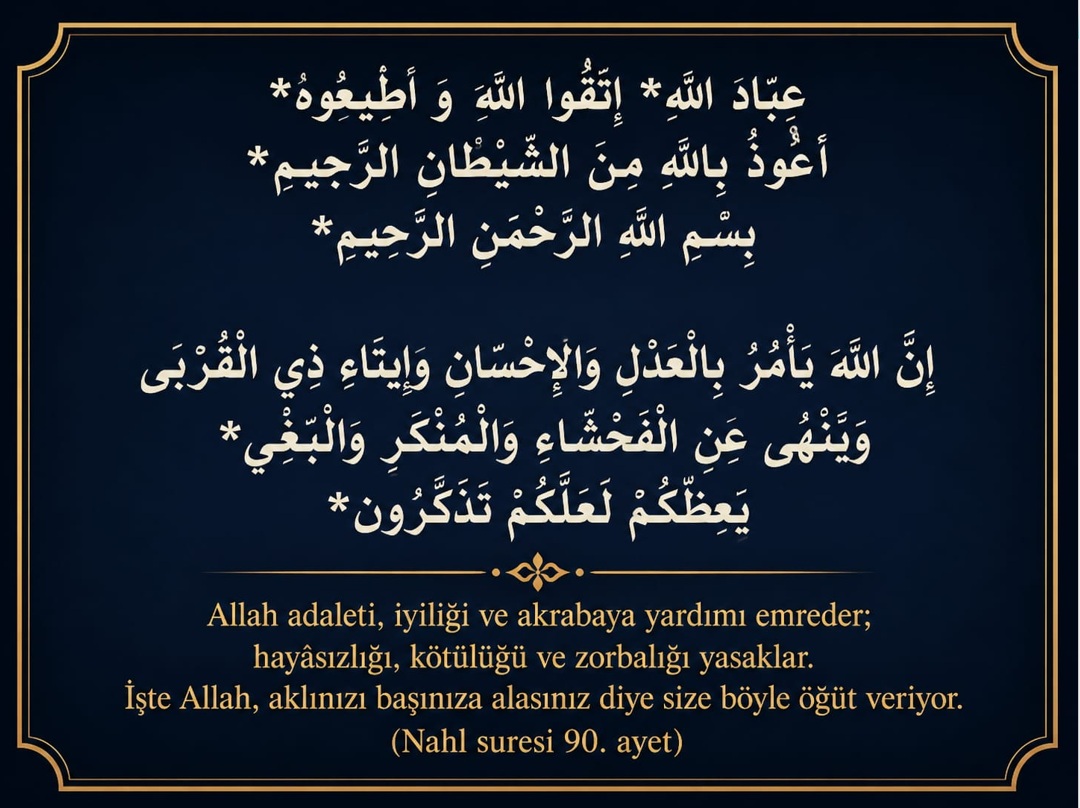 عِبّادَ اللَّهِ* إِتَّقُوا اللَّهَ وَ أَطِيعُوهُ*
أَعُوذُ بِاللَّهِ مِنَ الشّيْطْانِ الرَّجيمِ*
بِسْمِ اللَّهِ الرَّحْمَنِ الرَّحِيمِ*
إِنَّ اللَّهَ يَأْمُرُ بِالْعَدْلِ وَالْإِحْسّانِ وَإِيتَاءِ ذِي الْقُرْبَى
وَيَّنْهُى عَنِ الْفَحْشّاءِ وَالْمُنْكَرِ وَالْبّغْيِ*
يَعِظّكُمْ لَعَلَّكُمْ تَذَكَّرُون*
Allah adaleti, iyiliği ve akrabaya yardımı emreder;
hayâsızlığı, kötülüğü ve zorbalığı yasaklar.
İşte Allah, aklınızı başınıza alasınız diye size böyle öğüt veriyor.
(Nahl suresi 90. ayet)